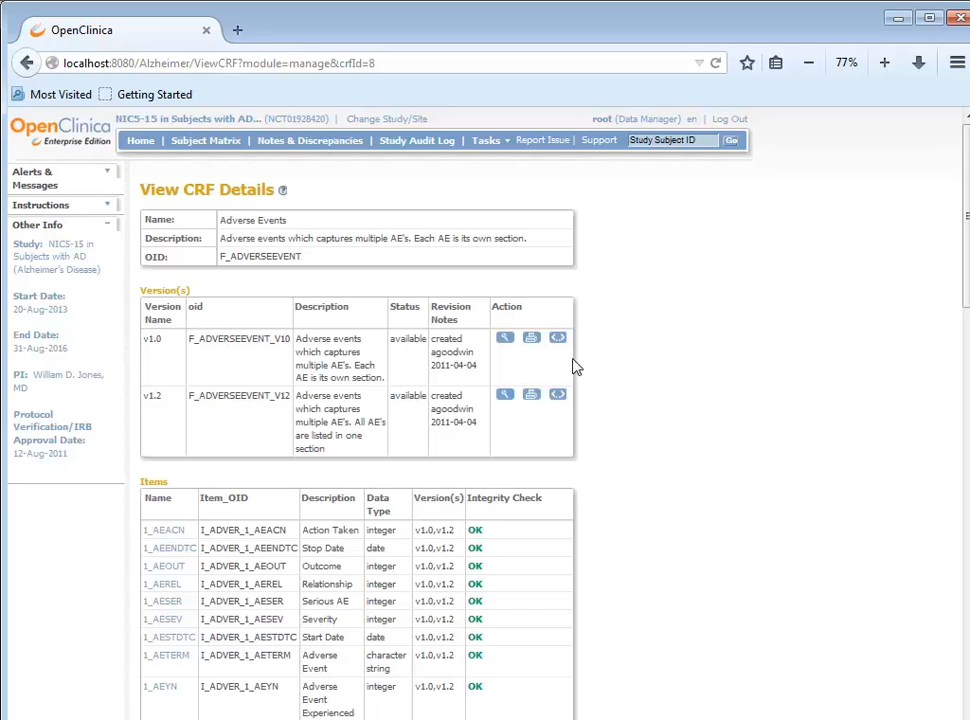 OpenClinica
localhost:8080/Alzheimer/ViewCRF?module=manage&crfId=8
77%
Most Visited Getting Started
OpenClinica
Enterprise Edition
NIC5-15 in Subjects with AD... (NCT01928420) Change Study/Site root (Data Manager) en Log Out
Home Subject Matrix Notes & Discrepancies Study Audit Log Tasks Report Issue Support Study Subject ID Go
Alerts &
Messages
Instructions
Other Info
Study: NIC5-15 in
Subjects with AD
(Alzheimer's Disease)
Start Date:
20-Aug-2013
End Date:
31-Aug-2016
PI: William D. Jones,
MD
Protocol
Verification/IRB
Approval Date:
12-Aug-2011
View CRF Details ?
Name: Adverse Events
Description: Adverse events which captures multiple AE's. Each AE is its own section.
OID: F_ADVERSEEVENT
Version(s)
Version Name oid Description Status Revision Notes Action
v1.0 F_ADVERSEEVENT_V10 Adverse events which captures multiple AE's. Each AE is its own section. available created agoodwin 2011-04-04
v1.2 F_ADVERSEEVENT_V12 Adverse events which captures multiple AE's. All AE's are listed in one section available created agoodwin 2011-04-04
Items
Name Item_OID Description Data Type Version(s) Integrity Check
1_AEACN I_ADVER_1_AEACN Action Taken integer v1.0,v1.2 OK
1_AEENDTC I_ADVER_1_AEENDTC Stop Date date v1.0,v1.2 OK
1_AEOUT I_ADVER_1_AEOUT Outcome integer v1.0,v1.2 OK
1_AEREL I_ADVER_1_AEREL Relationship integer v1.0,v1.2 OK
1_AESER I_ADVER_1_AESER Serious AE integer v1.0,v1.2 OK
1_AESEV I_ADVER_1_AESEV Severity integer v1.0,v1.2 OK
1_AESTDTC I_ADVER_1_AESTDTC Start Date date v1.0,v1.2 OK
1_AETERM I_ADVER_1_AETERM Adverse Event character string v1.0,v1.2 OK
1_AEYN I_ADVER_1_AEYN Adverse Event Experienced integer v1.0,v1.2 OK